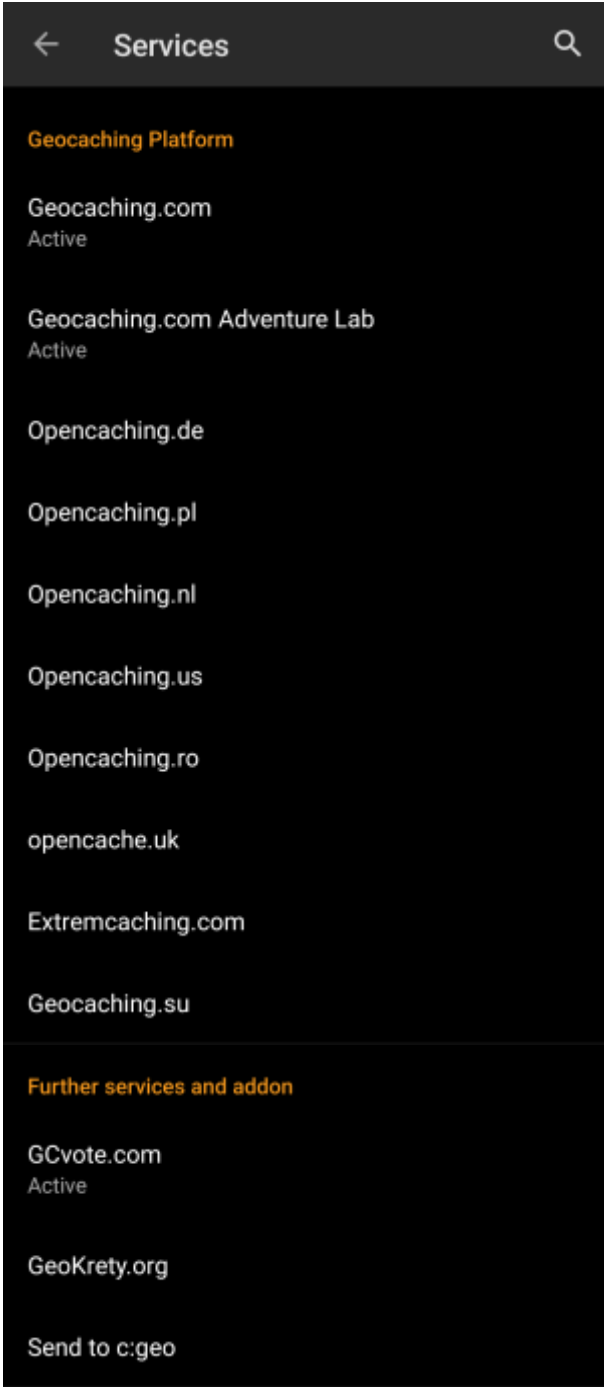 Services
Geocaching Platform
Geocaching.com
Active
Geocaching.com Adventure Lab
Active
Opencaching.de
Opencaching.pl
Opencaching.nl
Opencaching.us
Opencaching.ro
opencache.uk
Extremcaching.com
Geocaching.su
Further services and addon
GCvote.com
Active
GeoKrety.org
Send to c:geo